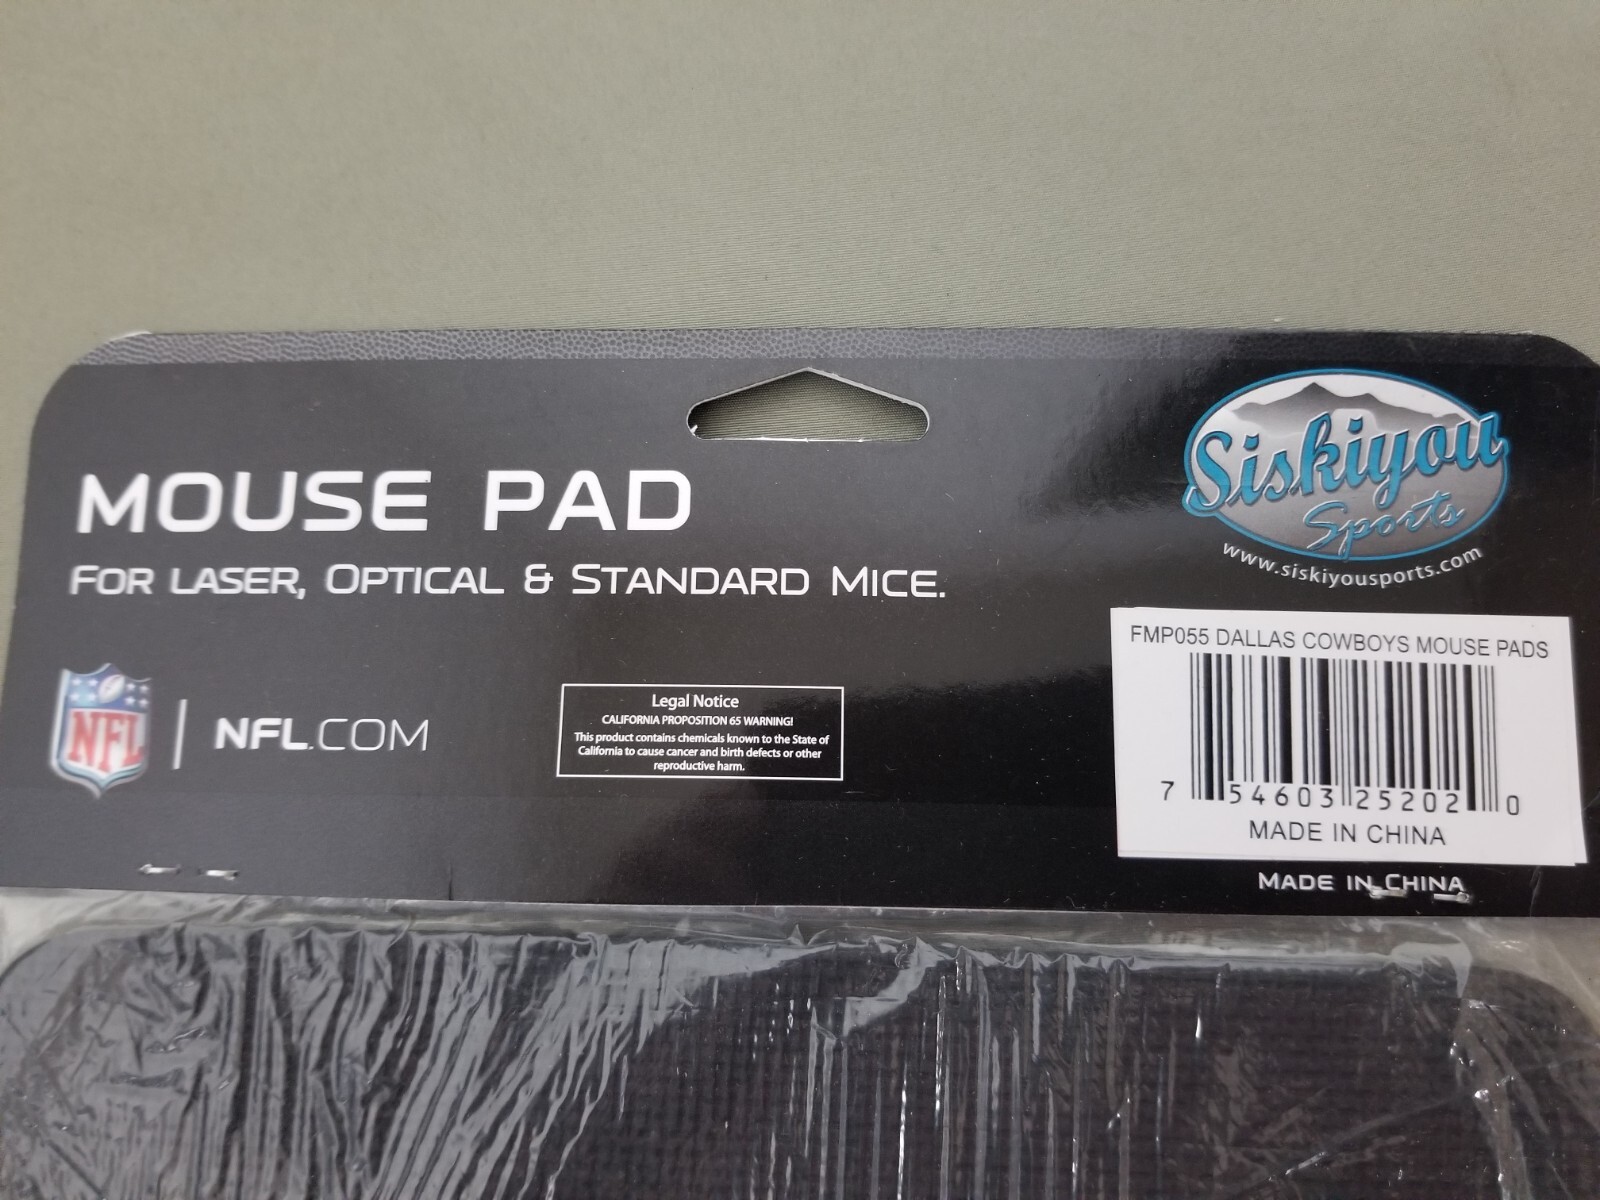 MOUSE PAD
FOR LASER, OPTICAL & STANDARD MICE.
Siskiyou
Sports
www.siskiyousports.com
NFL
NFL.COM
Legal Notice
CALIFORNIA PROPOSITION 65 WARNING!
This product contains chemicals known to the State of
California to cause cancer and birth defects or other
reproductive harm.
FMP055 DALLAS COWBOYS MOUSE PADS
7 54603 25202 0
MADE IN CHINA
MADE IN CHINA